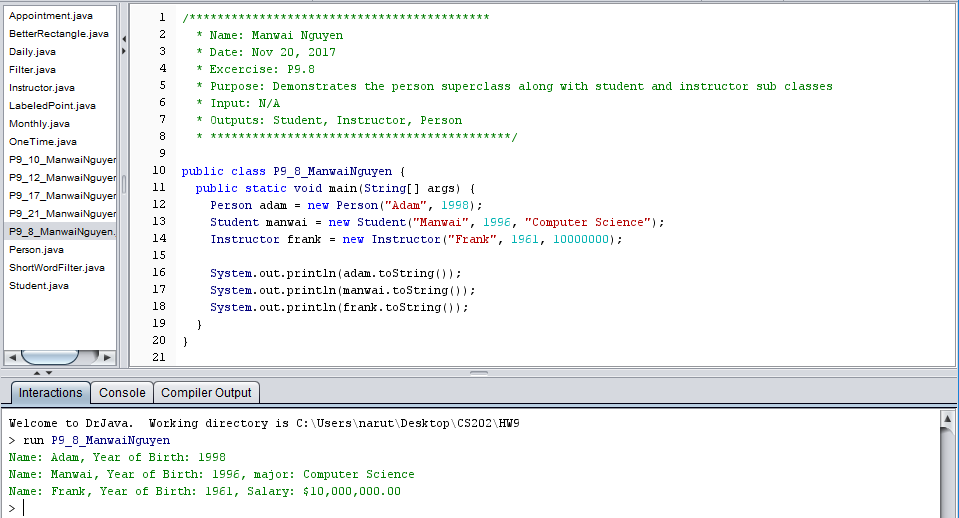 Appointment.java
BetterRectangle.java
Daily.java
Filter.java
Instructor.java
LabeledPoint.java
Monthly.java
OneTime.java
P9_10_ManwaiNguyen
P9_12_ManwaiNguyen
P9_17_ManwaiNguyen
P9_21_ManwaiNguyen
P9_8_ManwaiNguyen.
Person.java
ShortWordFilter.java
Student.java
1 /*******************************************
2 * Name: Manwai Nguyen
3 * Date: Nov 20, 2017
4 * Excercise: P9.8
5 * Purpose: Demonstrates the person superclass along with student and instructor sub classes
6 * Input: N/A
7 * Outputs: Student, Instructor, Person
8 * *******************************************/
9
10 public class P9_8_ManwaiNguyen {
11 public static void main(String[] args) {
12 Person adam = new Person("Adam", 1998);
13 Student manwai = new Student("Manwai", 1996, "Computer Science");
14 Instructor frank = new Instructor("Frank", 1961, 10000000);
15
16 System.out.println(adam.toString());
17 System.out.println(manwai.toString());
18 System.out.println(frank.toString());
19 }
20 }
21
Interactions Console Compiler Output
Welcome to DrJava. Working directory is C:\Users\narut\Desktop\CS202\HW9
> run P9_8_ManwaiNguyen
Name: Adam, Year of Birth: 1998
Name: Manwai, Year of Birth: 1996, major: Computer Science
Name: Frank, Year of Birth: 1961, Salary: $10,000,000.00
>